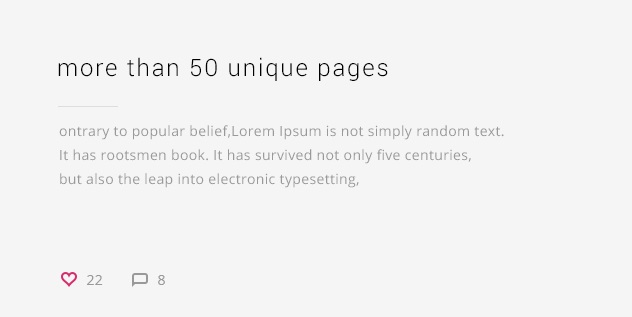 more than 50 unique pages
ontrary to popular belief,Lorem Ipsum is not simply random text.
It has rootsmen book. It has survived not only five centuries,
but also the leap into electronic typesetting,
22 8